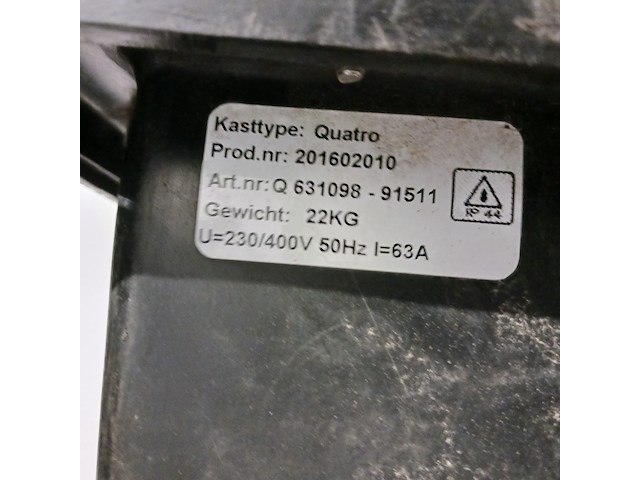 Kasttype: Quatro
Prod.nr: 201602010
Art.nr: Q 631098 - 91511
Gewicht: 22KG
U=230/400V 50Hz I=63A
IP 44